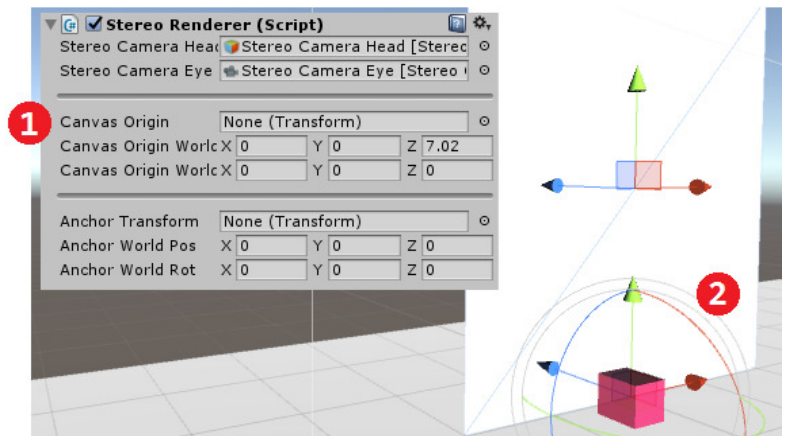 Stereo Renderer (Script)
Stereo Camera Head Stereo Camera Head [Stereo
Stereo Camera Eye Stereo Camera Eye [Stereo
1
Canvas Origin None (Transform)
Canvas Origin Worlc X 0 Y 0 Z 7.02
Canvas Origin Worlc X 0 Y 0 Z 0
Anchor Transform None (Transform)
Anchor World Pos X 0 Y 0 Z 0
Anchor World Rot X 0 Y 0 Z 0
2